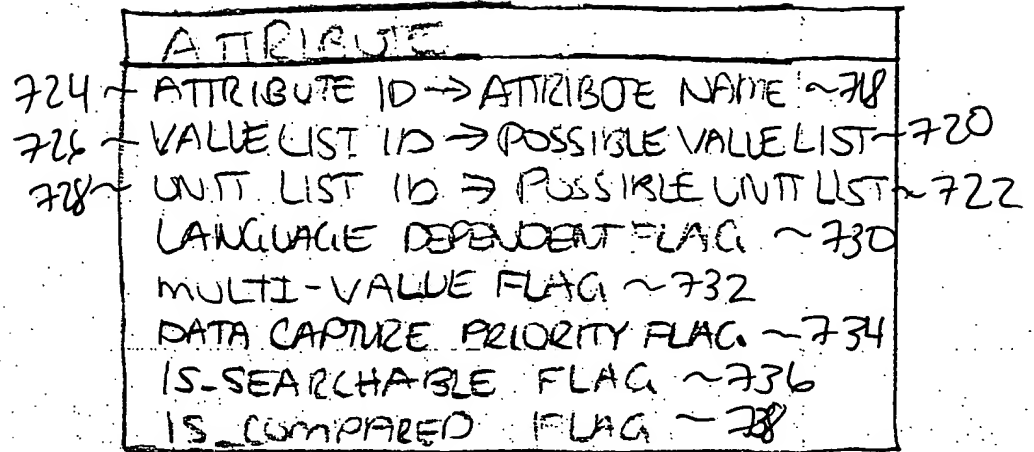 ATTRIBUTE
724 ~ ATTRIBUTE ID → ATTRIBUTE NAME ~718
726 ~ VALUE LIST ID → POSSIBLE VALUE LIST ~720
728 ~ UNIT LIST ID → POSSIBLE UNIT LIST ~722
LANGUAGE DEPENDENT FLAG ~730
MULTI-VALUE FLAG ~732
DATA CAPTURE PRIORITY FLAG ~734
IS-SEARCHABLE FLAG ~736
IS_COMPARED FLAG ~738